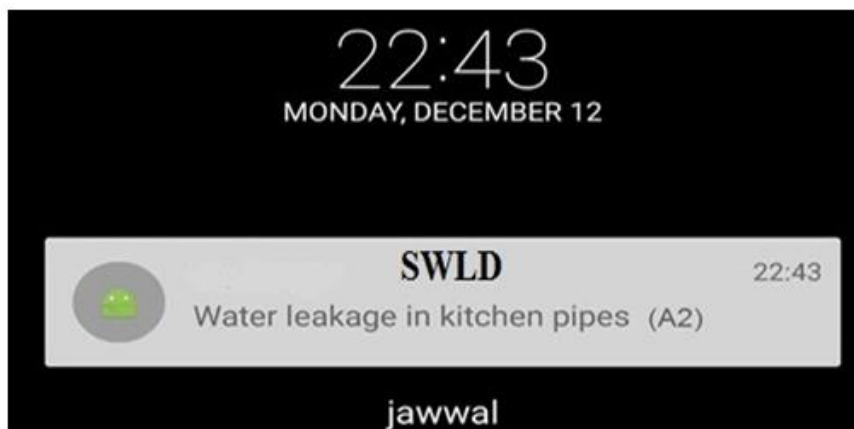 22:43
MONDAY, DECEMBER 12
SWLD 22:43
Water leakage in kitchen pipes (A2)
jawwal